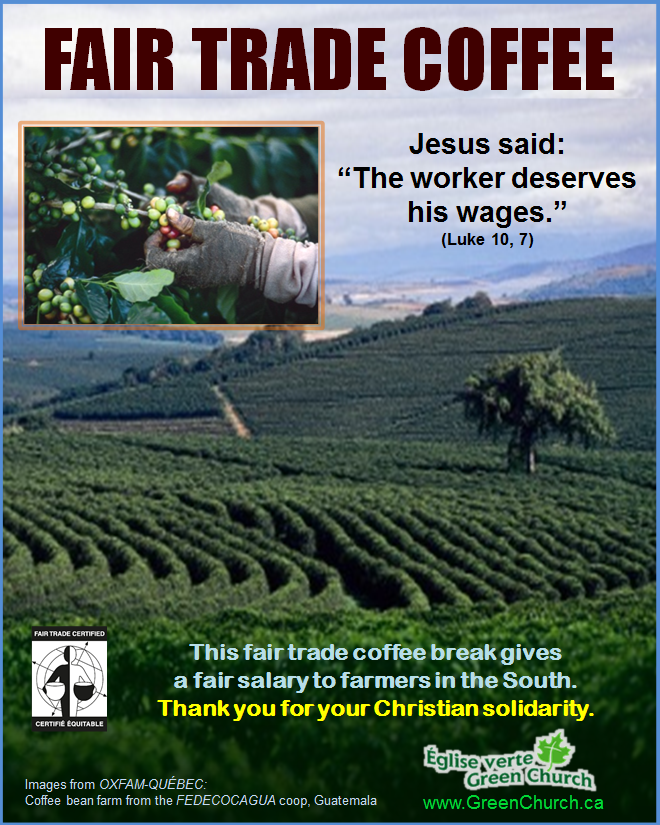 FAIR TRADE COFFEE
Jesus said:
“The worker deserves
his wages.”
(Luke 10, 7)
FAIR TRADE CERTIFIED
CERTIFIÉ ÉQUITABLE
This fair trade coffee break gives
a fair salary to farmers in the South.
Thank you for your Christian solidarity.
Église verte
Green Church
www.GreenChurch.ca
Images from OXFAM-QUÉBEC:
Coffee bean farm from the FEDECOCAGUA coop, Guatemala